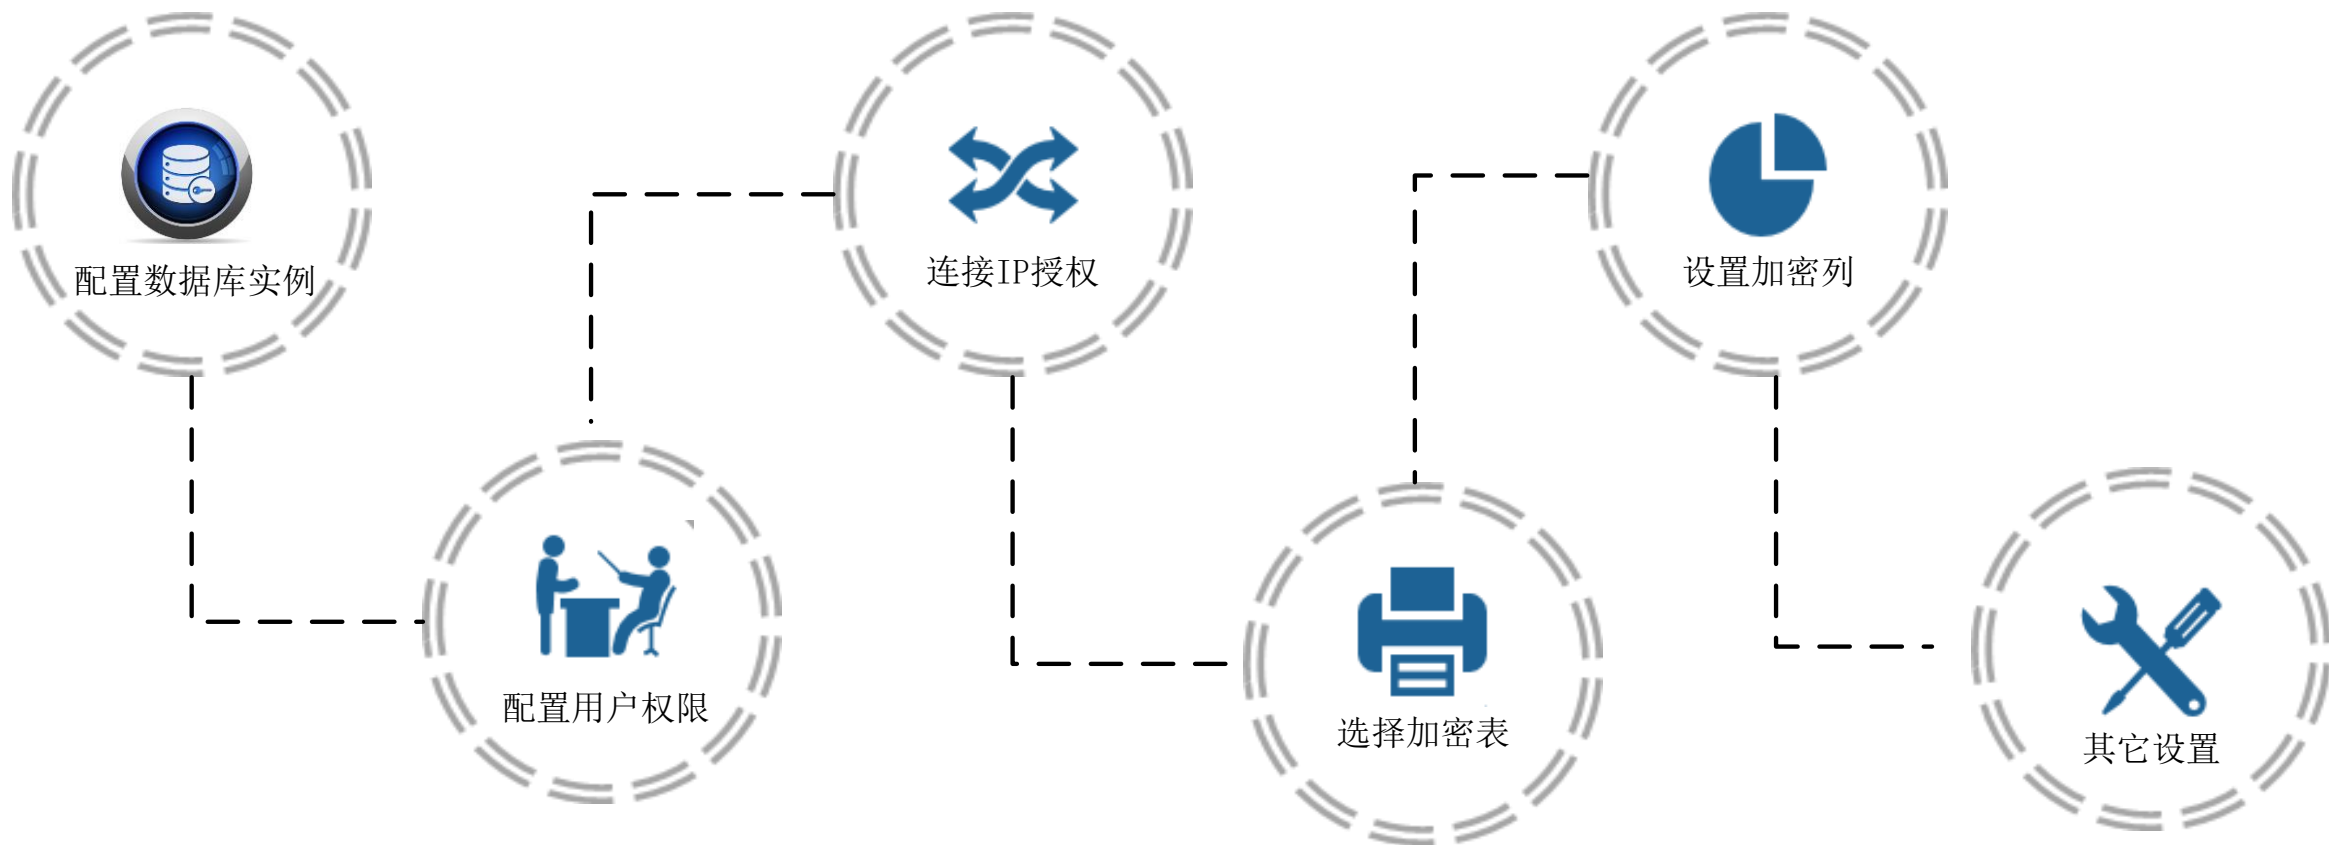 配置数据库实例
配置用户权限
连接IP授权
选择加密表
设置加密列
其它设置